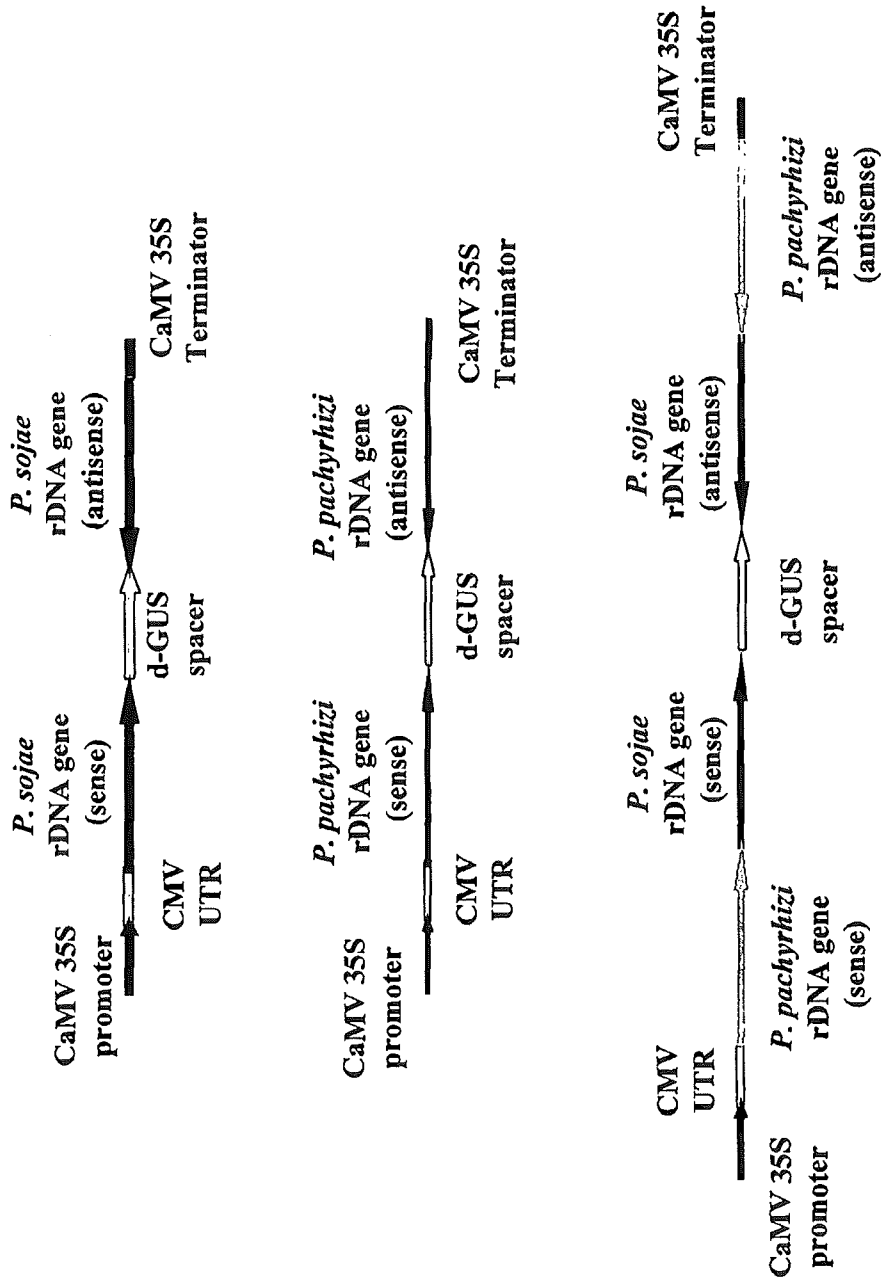 CaMV 35S
promoter
CMV
UTR
P. sojae
rDNA gene
(sense)
d-GUS
spacer
P. sojae
rDNA gene
(antisense)
CaMV 35S
Terminator
CaMV 35S
promoter
CMV
UTR
P. pachyrhizi
rDNA gene
(sense)
d-GUS
spacer
P. pachyrhizi
rDNA gene
(antisense)
CaMV 35S
Terminator
CaMV 35S
promoter
CMV
UTR
P. pachyrhizi
rDNA gene
(sense)
P. sojae
rDNA gene
(sense)
d-GUS
spacer
P. sojae
rDNA gene
(antisense)
P. pachyrhizi
rDNA gene
(antisense)
CaMV 35S
Terminator